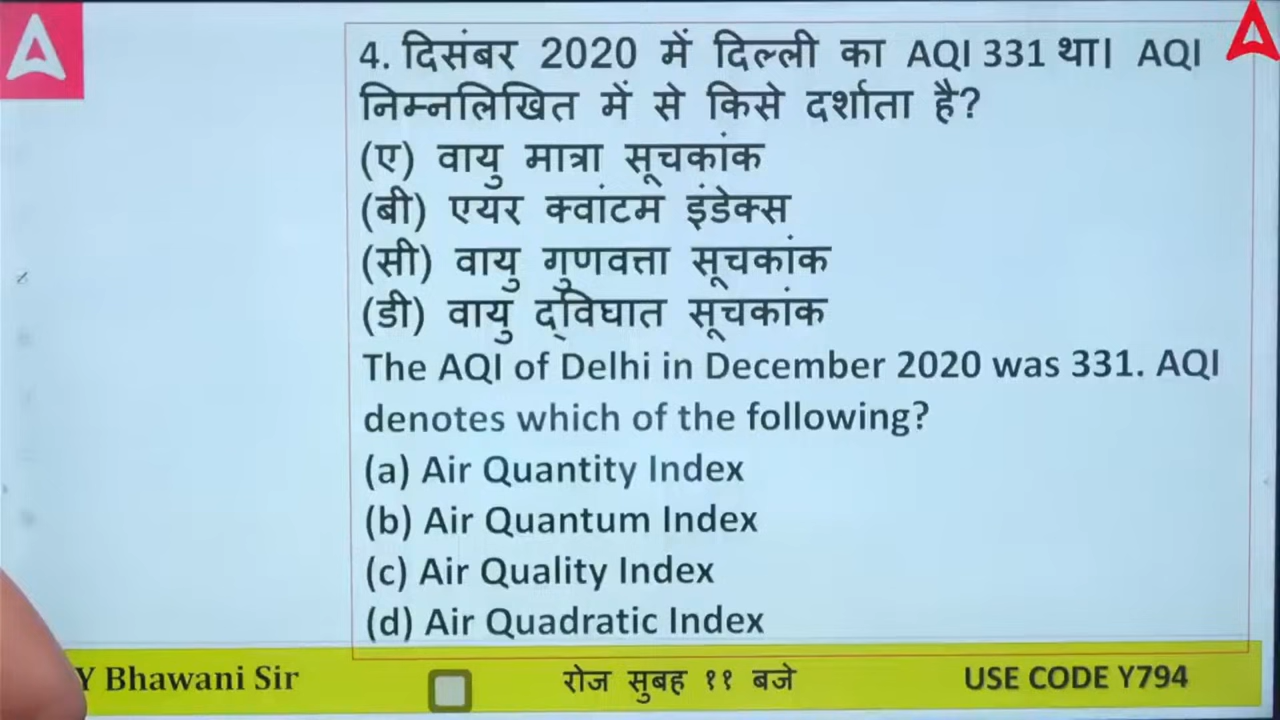 4. दिसंबर 2020 में दिल्ली का AQI 331 था। AQI
निम्नलिखित में से किसे दर्शाता है?
(ए) वायु मात्रा सूचकांक
(बी) एयर क्वांटम इंडेक्स
(सी) वायु गुणवत्ता सूचकांक
(डी) वायु द्विघात सूचकांक
The AQI of Delhi in December 2020 was 331. AQI
denotes which of the following?
(a) Air Quantity Index
(b) Air Quantum Index
(c) Air Quality Index
(d) Air Quadratic Index
Y Bhawani Sir
रोज सुबह ११ बजे
USE CODE Y794